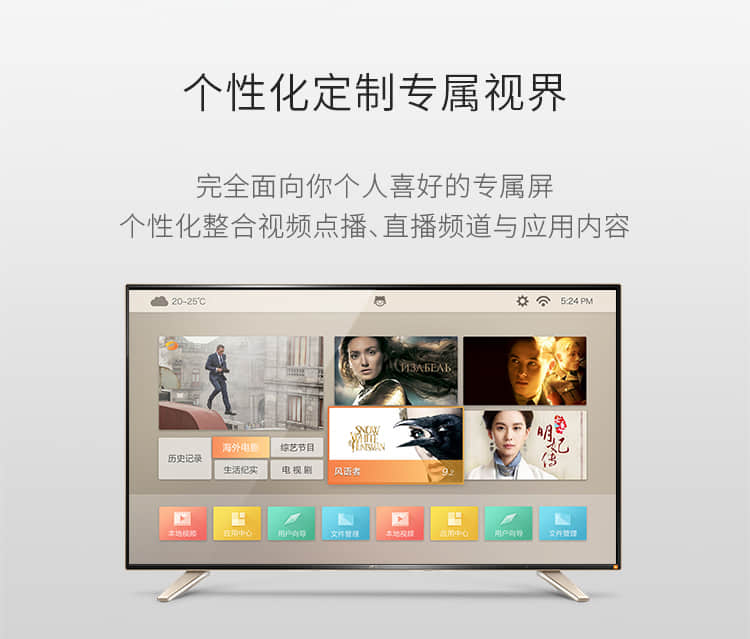 个性化定制专属视界
完全面向你个人喜好的专属屏
个性化整合视频点播、直播频道与应用内容
20-25℃
5:24 PM
ИЗАБЕЛЬ
SNOW
WHITE
HUNTSMAN
明妃传
历史记录
海外电影
综艺节目
生活纪实
电视剧
风语者
9.2
本地视频
应用中心
用户向导
文件管理
本地视频
应用中心
用户向导
文件管理